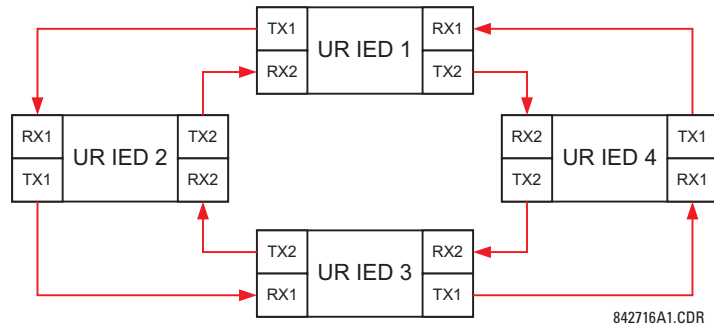 TX1 UR IED 1 RX1
RX2 TX2
RX1 UR IED 2 TX2
TX1 RX2
RX2 UR IED 4 TX1
TX2 RX1
TX2 UR IED 3 RX2
RX1 TX1
842716A1.CDR